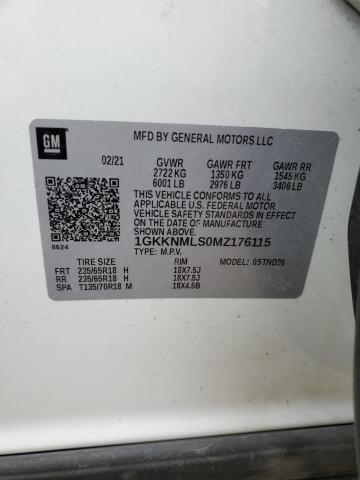 GM
MFD BY GENERAL MOTORS LLC
02/21 GVWR GAWR FRT GAWR RR
2722 KG 1350 KG 1545 KG
6001 LB 2976 LB 3406 LB
THIS VEHICLE CONFORMS TO ALL
APPLICABLE U.S. FEDERAL MOTOR
VEHICLE SAFETY STANDARDS IN EFFECT
ON THE DATE OF MANUFACTURE SHOWN ABOVE.
8624
1GKKNMLS0MZ176115
TYPE: M.P.V.
TIRE SIZE RIM MODEL: 05TND26
FRT 235/65R18 H 18X7.5J
RR 235/65R18 H 18X7.5J
SPA T135/70R18 M 18X4.5B